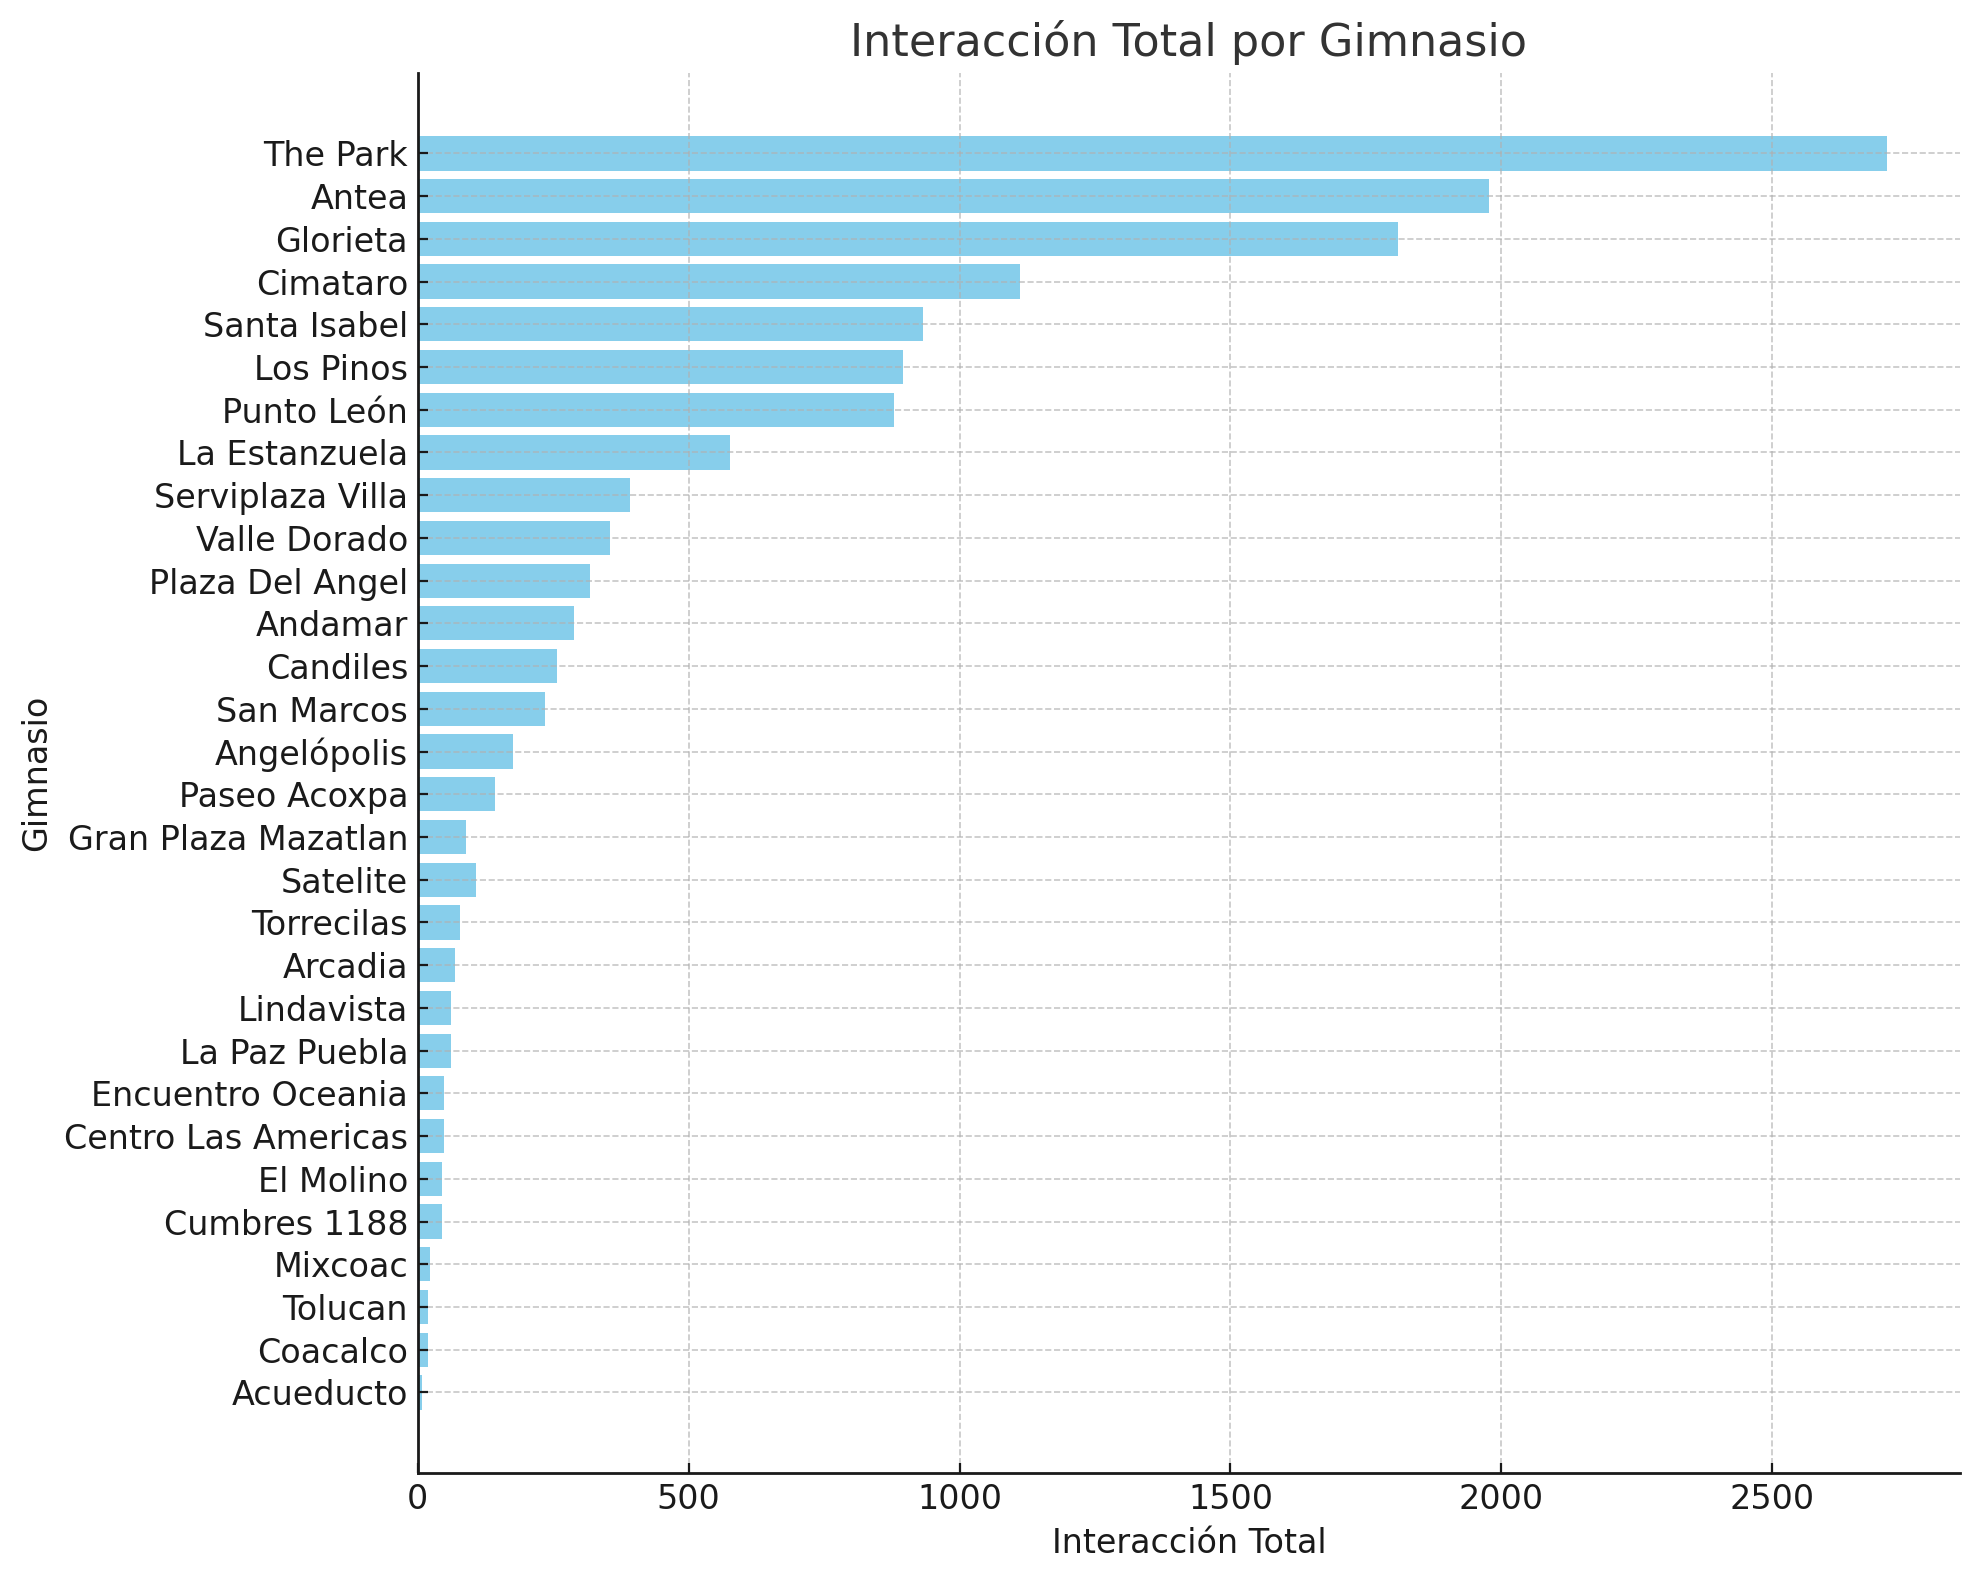 Interacción Total por Gimnasio
The Park
Antea
Glorieta
Cimataro
Santa Isabel
Los Pinos
Punto León
La Estanzuela
Serviplaza Villa
Valle Dorado
Plaza Del Angel
Andamar
Candiles
San Marcos
Angelópolis
Paseo Acoxpa
Gran Plaza Mazatlan
Satelite
Torrecilas
Arcadia
Lindavista
La Paz Puebla
Encuentro Oceania
Centro Las Americas
El Molino
Cumbres 1188
Mixcoac
Tolucan
Coacalco
Acueducto
Gimnasio
0 500 1000 1500 2000 2500
Interacción Total